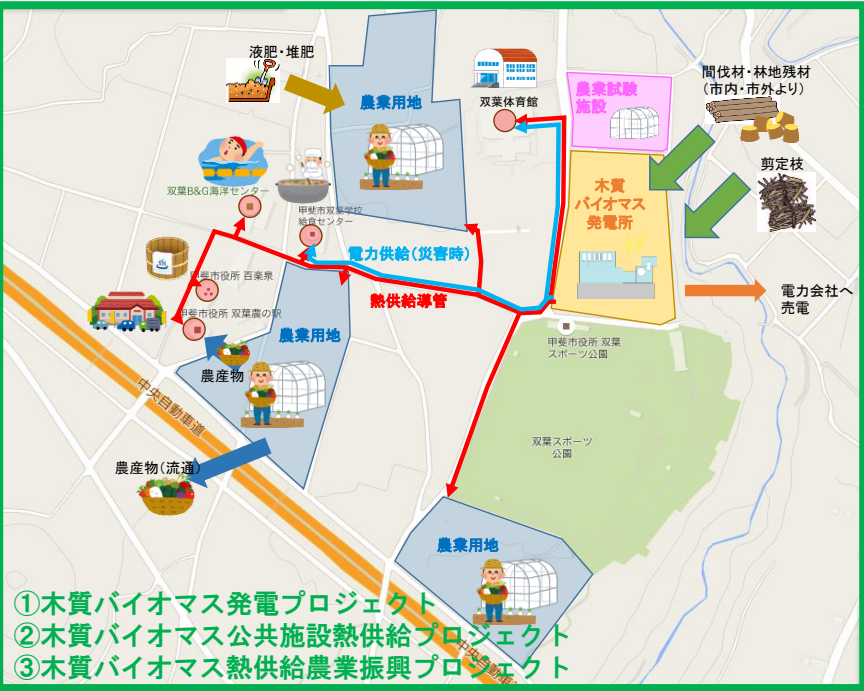 液肥・堆肥
農業用地
双葉体育館
農業試験
施設
間伐材・林地残材
(市内・市外より)
剪定枝
木質
バイオマス
発電所
双葉B&G海洋センター
甲斐市双葉学校
給食センター
電力供給(災害時)
熱供給導管
甲斐市役所 百楽泉
甲斐市役所 双葉農の駅
農業用地
農産物
電力会社へ
売電
甲斐市役所 双葉
スポーツ公園
中央自動車道
双葉スポーツ
公園
農産物(流通)
農業用地
①木質バイオマス発電プロジェクト
②木質バイオマス公共施設熱供給プロジェクト
③木質バイオマス熱供給農業振興プロジェクト
中央自動車道